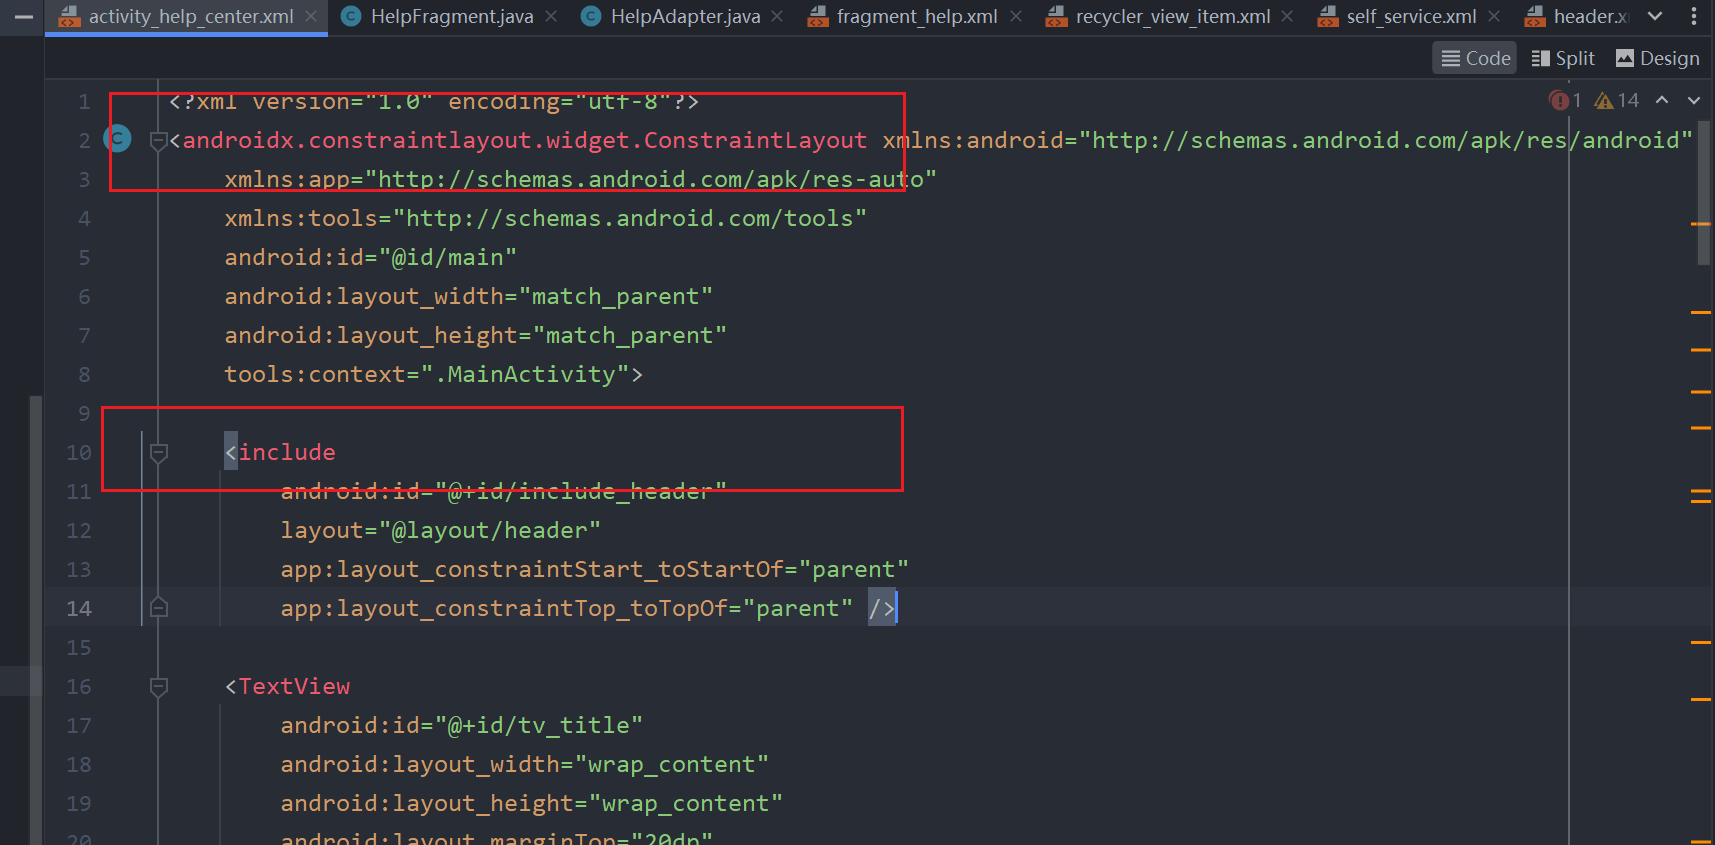 activity_help_center.xml HelpFragment.java HelpAdapter.java fragment_help.xml recycler_view_item.xml self_service.xml header.x
Code Split Design
1 <?xml version="1.0" encoding="utf-8"?> 1 14
2 <androidx.constraintlayout.widget.ConstraintLayout xmlns:android="http://schemas.android.com/apk/res/android"
3 xmlns:app="http://schemas.android.com/apk/res-auto"
4 xmlns:tools="http://schemas.android.com/tools"
5 android:id="@id/main"
6 android:layout_width="match_parent"
7 android:layout_height="match_parent"
8 tools:context=".MainActivity">
9
10 <include
11 android:id="@+id/include_header"
12 layout="@layout/header"
13 app:layout_constraintStart_toStartOf="parent"
14 app:layout_constraintTop_toTopOf="parent" />
15
16 <TextView
17 android:id="@+id/tv_title"
18 android:layout_width="wrap_content"
19 android:layout_height="wrap_content"
20 android:layout_marginTop="20dp"